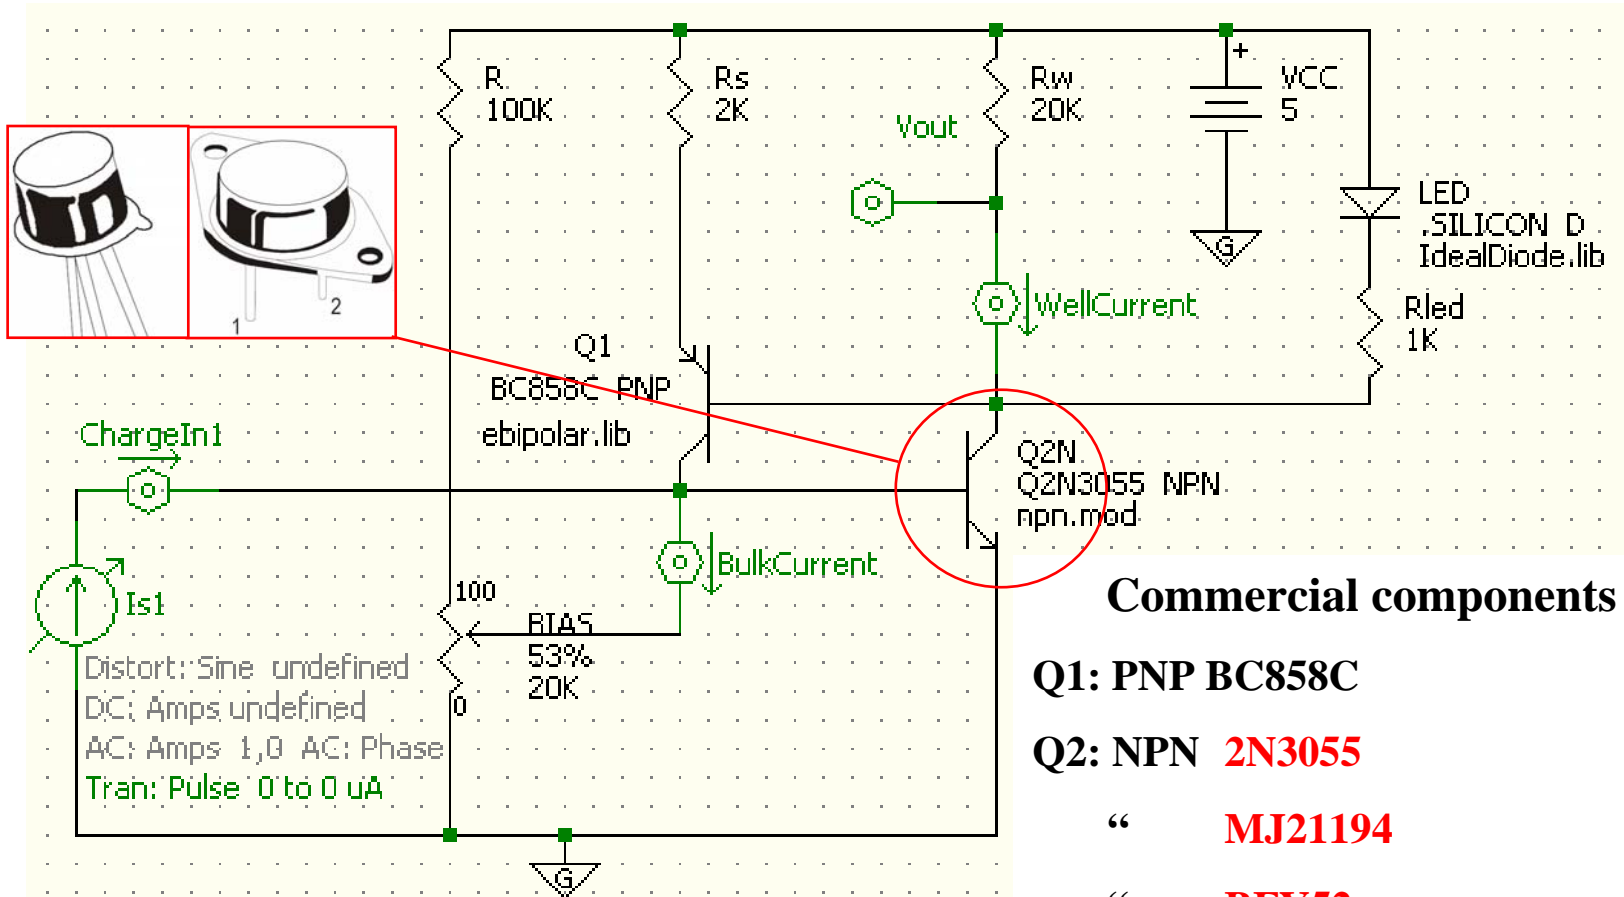 R
100K
Rs
2K
Rw
20K
VCC
5
+
Vout
LED
.SILICON D
IdealDiode.lib
G
WellCurrent
Rled
1K
1
2
Q1
BC858C PNP
ebipolar.lib
ChargeIn1
Q2N
Q2N3055 NPN
npn.mod
BulkCurrent
Is1
100
BIAS
53%
20K
0
Distort: Sine undefined
DC: Amps undefined
AC: Amps 1,0 AC: Phase
Tran: Pulse 0 to 0 uA
G
Commercial components
Q1: PNP BC858C
Q2: NPN 2N3055
“ MJ21194